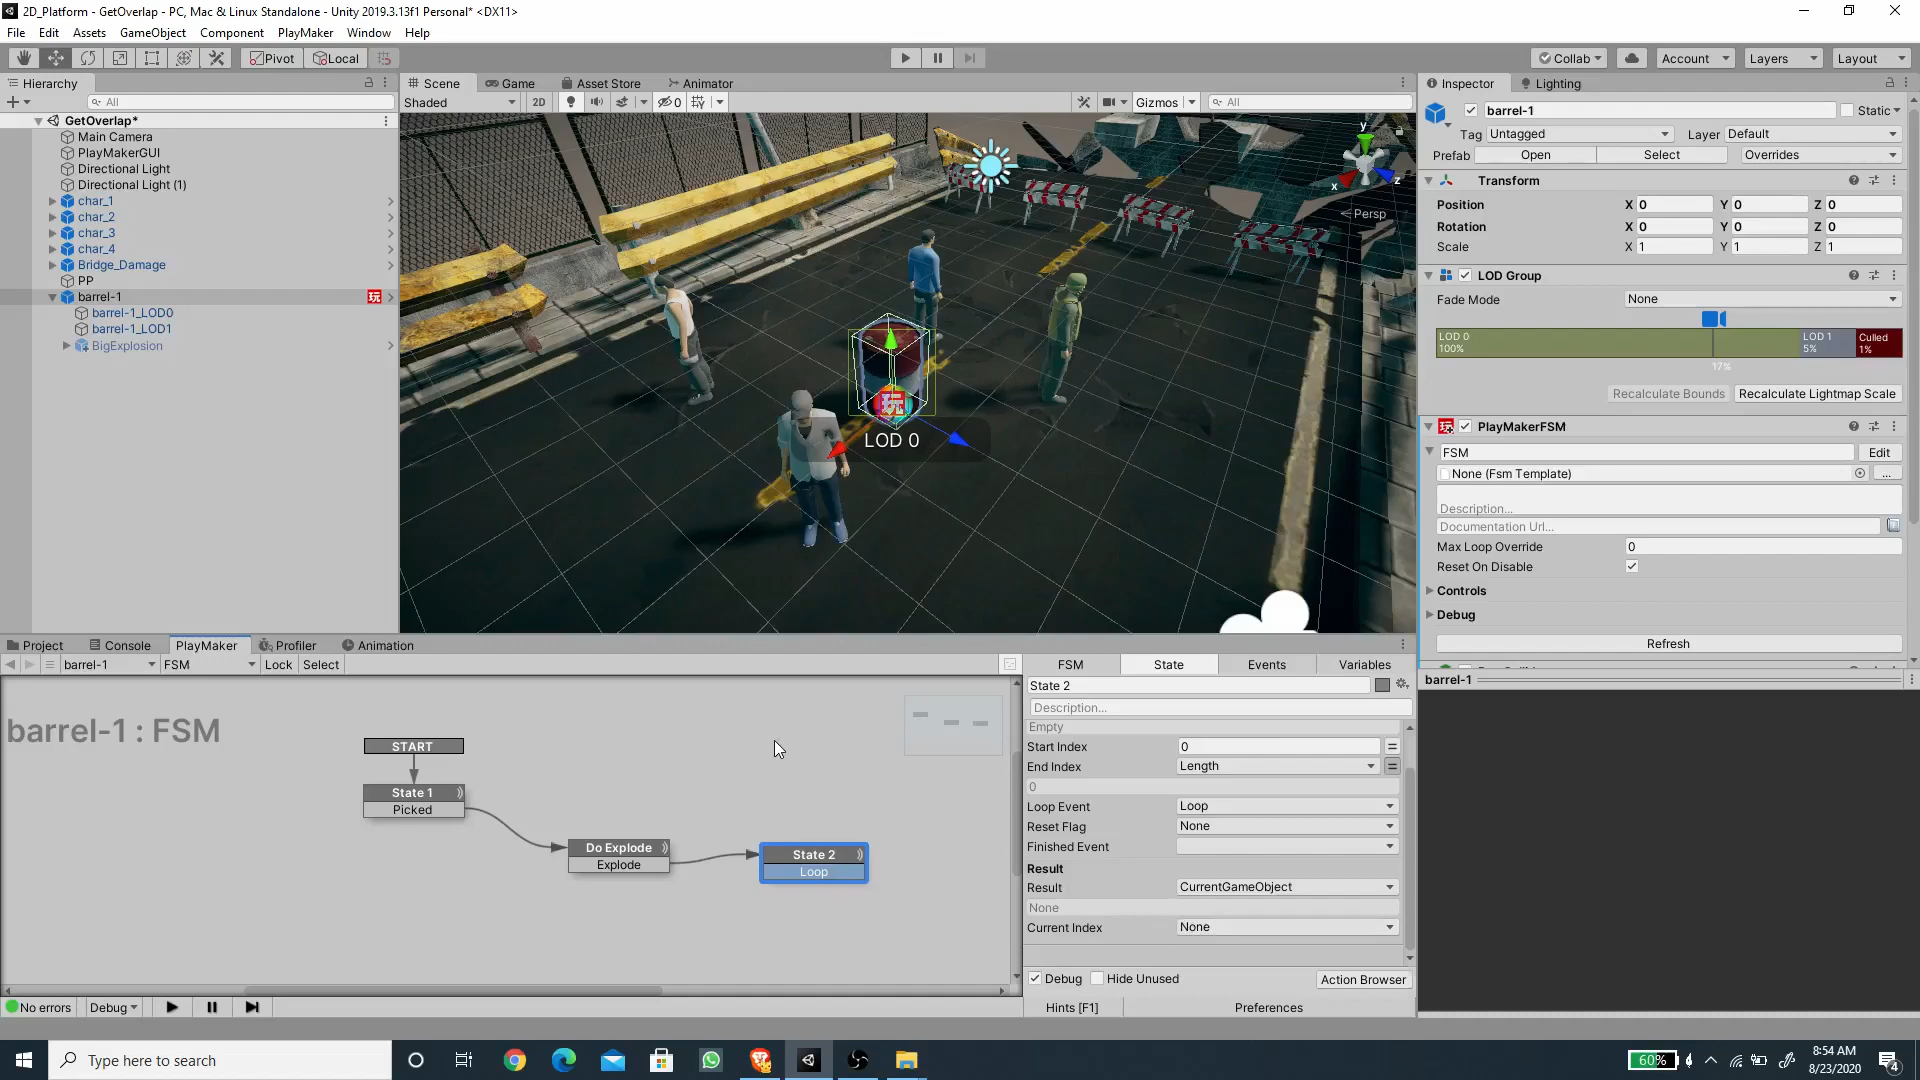 2D_Platform - GetOverlap - PC, Mac & Linux Standalone - Unity 2019.3.13f1 Personal* <DX11>
File Edit Assets GameObject Component PlayMaker Window Help
Pivot Local Collab Account Layers Layout
Hierarchy
All
GetOverlap*
Main Camera
PlayMakerGUI
Directional Light
Directional Light (1)
char_1
char_2
char_3
char_4
Bridge_Damage
PP
barrel-1 玩
barrel-1_LOD0
barrel-1_LOD1
BigExplosion
Scene Game Asset Store Animator
Shaded 2D 0 Gizmos All
y
x z
Persp
玩
LOD 0
Inspector Lighting
barrel-1 Static
Tag Untagged Layer Default
Prefab Open Select Overrides
Transform
Position X 0 Y 0 Z 0
Rotation X 0 Y 0 Z 0
Scale X 1 Y 1 Z 1
LOD Group
Fade Mode None
LOD 0
100%
LOD 1
5%
Culled
1%
17%
Recalculate Bounds Recalculate Lightmap Scale
PlayMakerFSM
FSM Edit
None (Fsm Template) ...
Description...
Documentation Url...
Max Loop Override 0
Reset On Disable
Controls
Debug
Refresh
barrel-1
Project Console PlayMaker Profiler Animation
barrel-1 FSM Lock Select
barrel-1 : FSM
START
State 1
Picked
Do Explode
Explode
State 2
Loop
FSM State Events Variables
State 2
Description...
Empty
Start Index 0
End Index Length
0
Loop Event Loop
Reset Flag None
Finished Event
Result
Result CurrentGameObject
None
Current Index None
Debug Hide Unused Action Browser
No errors Debug
Hints [F1] Preferences
Type here to search
60%
8:54 AM
8/23/2020
4